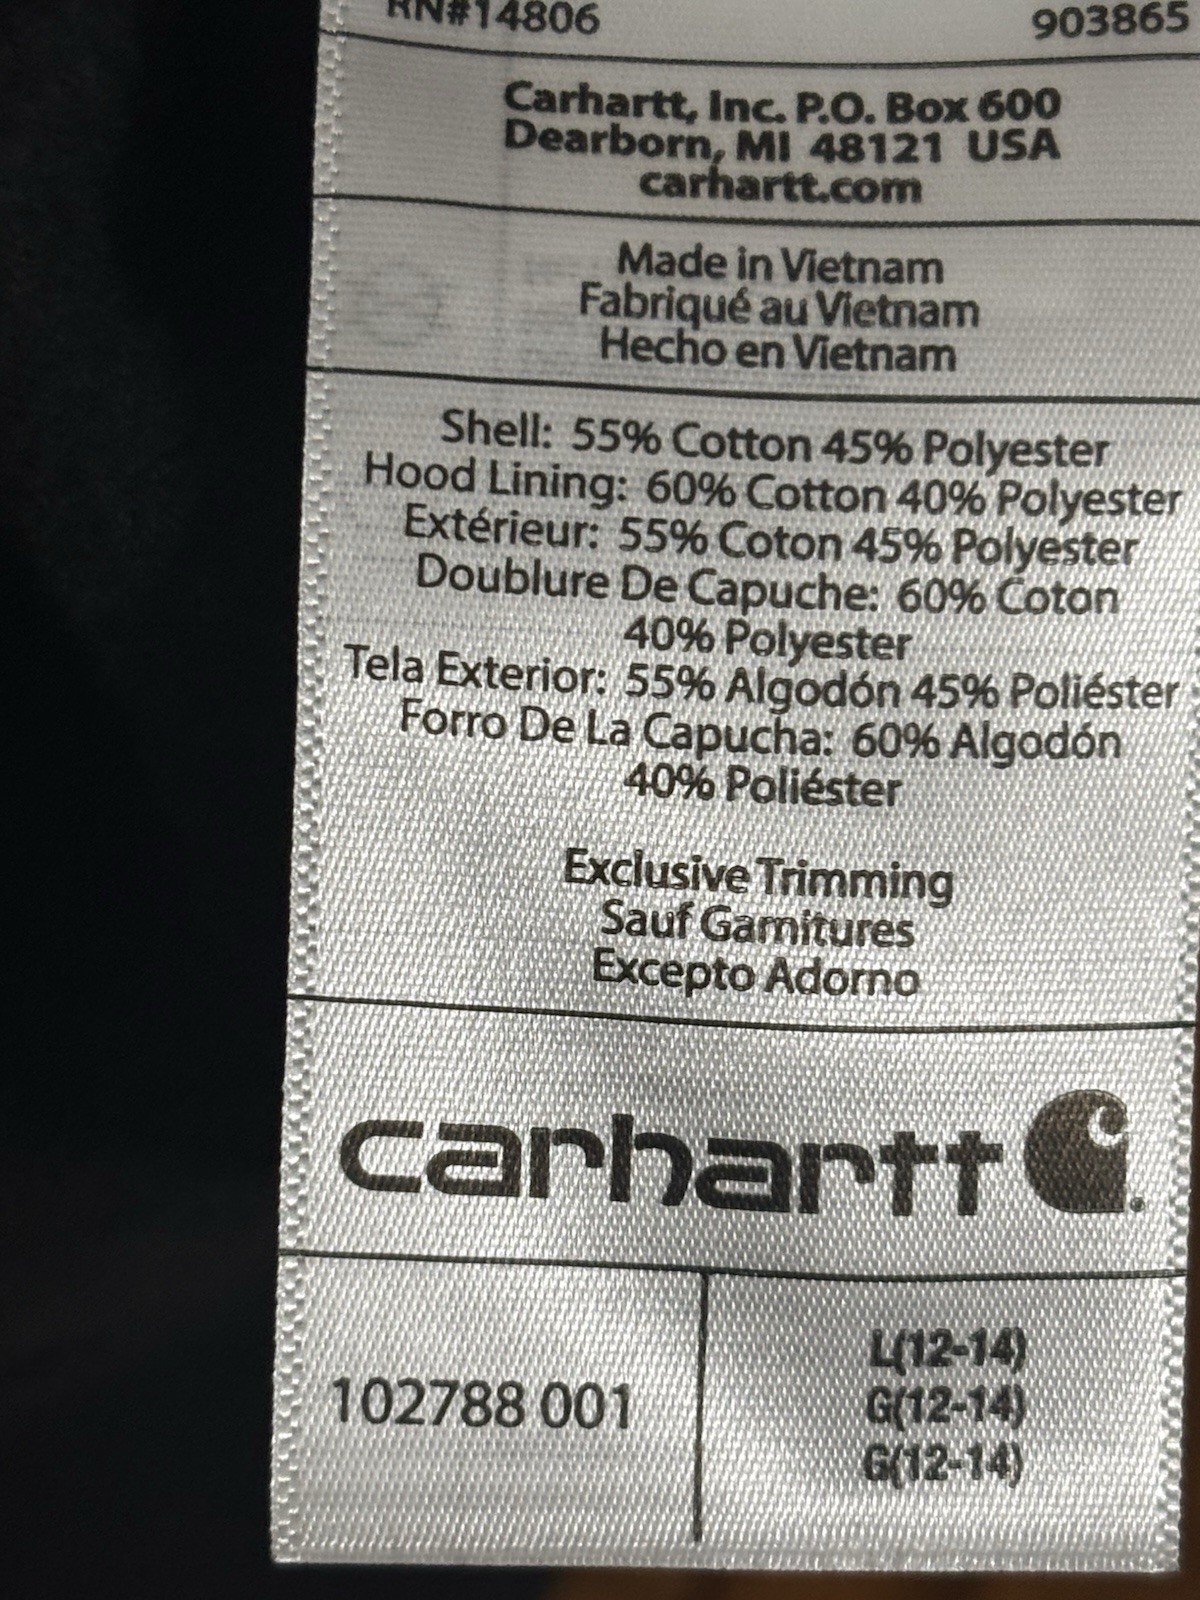 RN#14806 903865
Carhartt, Inc. P.O. Box 600
Dearborn, MI 48121 USA
carhartt.com
Made in Vietnam
Fabriqué au Vietnam
Hecho en Vietnam
Shell: 55% Cotton 45% Polyester
Hood Lining: 60% Cotton 40% Polyester
Extérieur: 55% Coton 45% Polyester
Doublure De Capuche: 60% Coton
40% Polyester
Tela Exterior: 55% Algodón 45% Poliéster
Forro De La Capucha: 60% Algodón
40% Poliéster
Exclusive Trimming
Sauf Garnitures
Excepto Adorno
carhartt
102788 001
L(12-14)
G(12-14)
G(12-14)